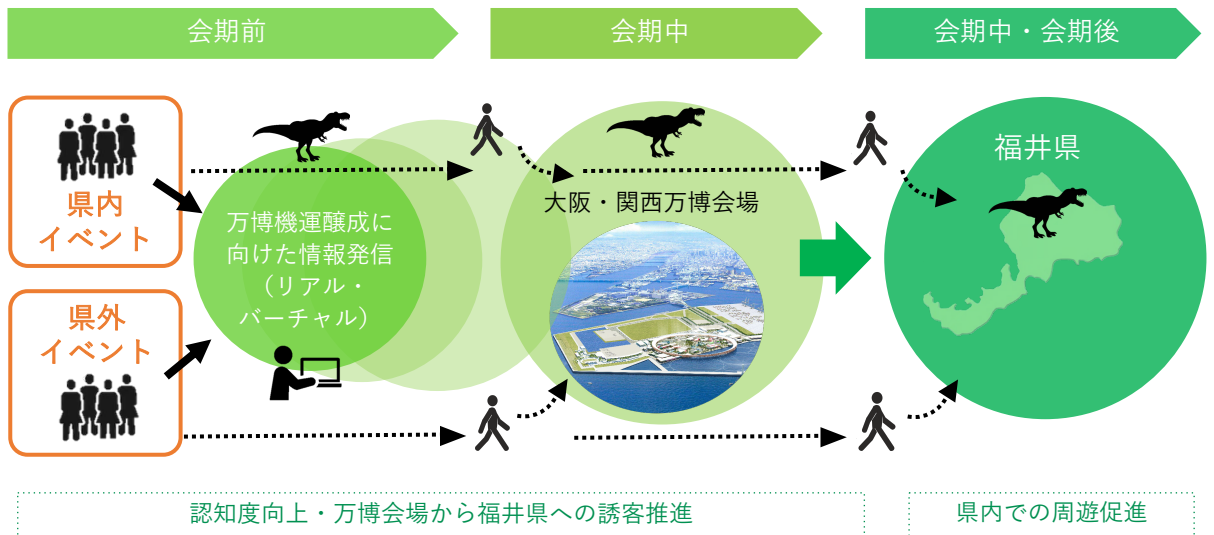 会期前
会期中
会期中・会期後
県内
イベント
万博機運醸成に
向けた情報発信
（リアル・
バーチャル）
県外
イベント
大阪・関西万博会場
福井県
認知度向上・万博会場から福井県への誘客推進
県内での周遊促進